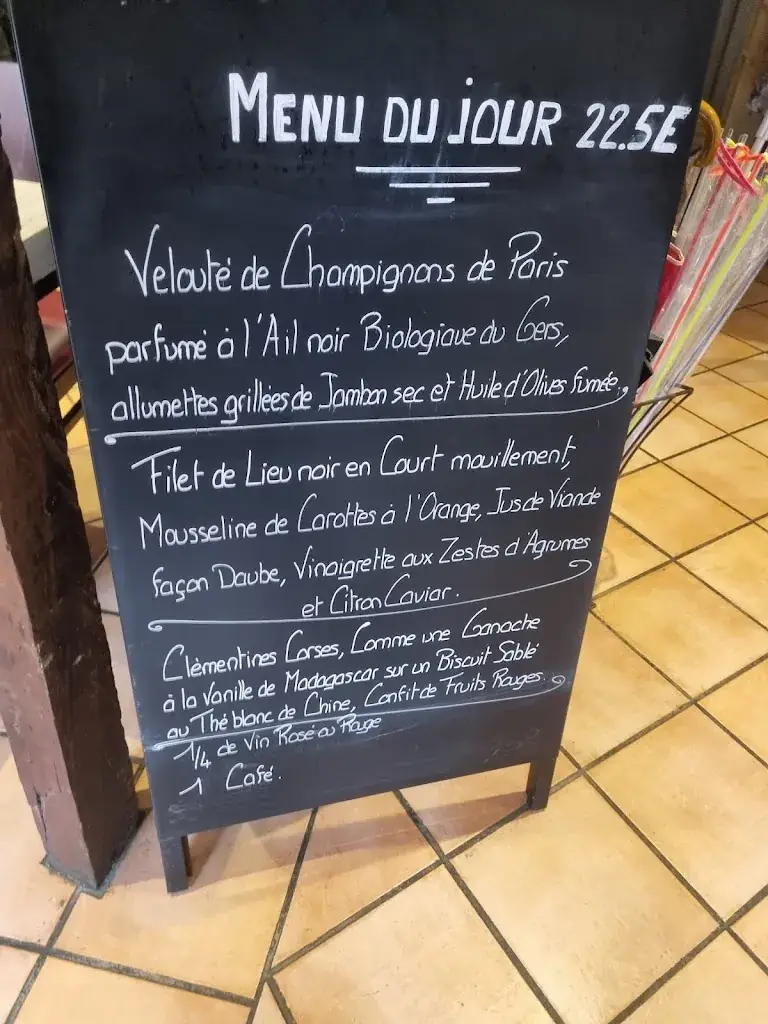 MENU DU JOUR 22.5E
Velouté de Champignons de Paris
parfumé à l'Ail noir Biologique du Gers,
allumettes grillées de Jambon sec et Huile d'Olives fumée.
Filet de Lieu noir en Court mouillement,
Mousseline de Carottes à l'Orange, Jus de Viande
façon Daube, Vinaigrette aux Zestes d'Agrumes
et Citron Caviar.
Clémentines Corses, Comme une Ganache
à la Vanille de Madagascar sur un Biscuit Sablé
au Thé blanc de Chine, Confit de Fruits Rouges.
1/4 de Vin Rosé ou Rouge
1 Café.